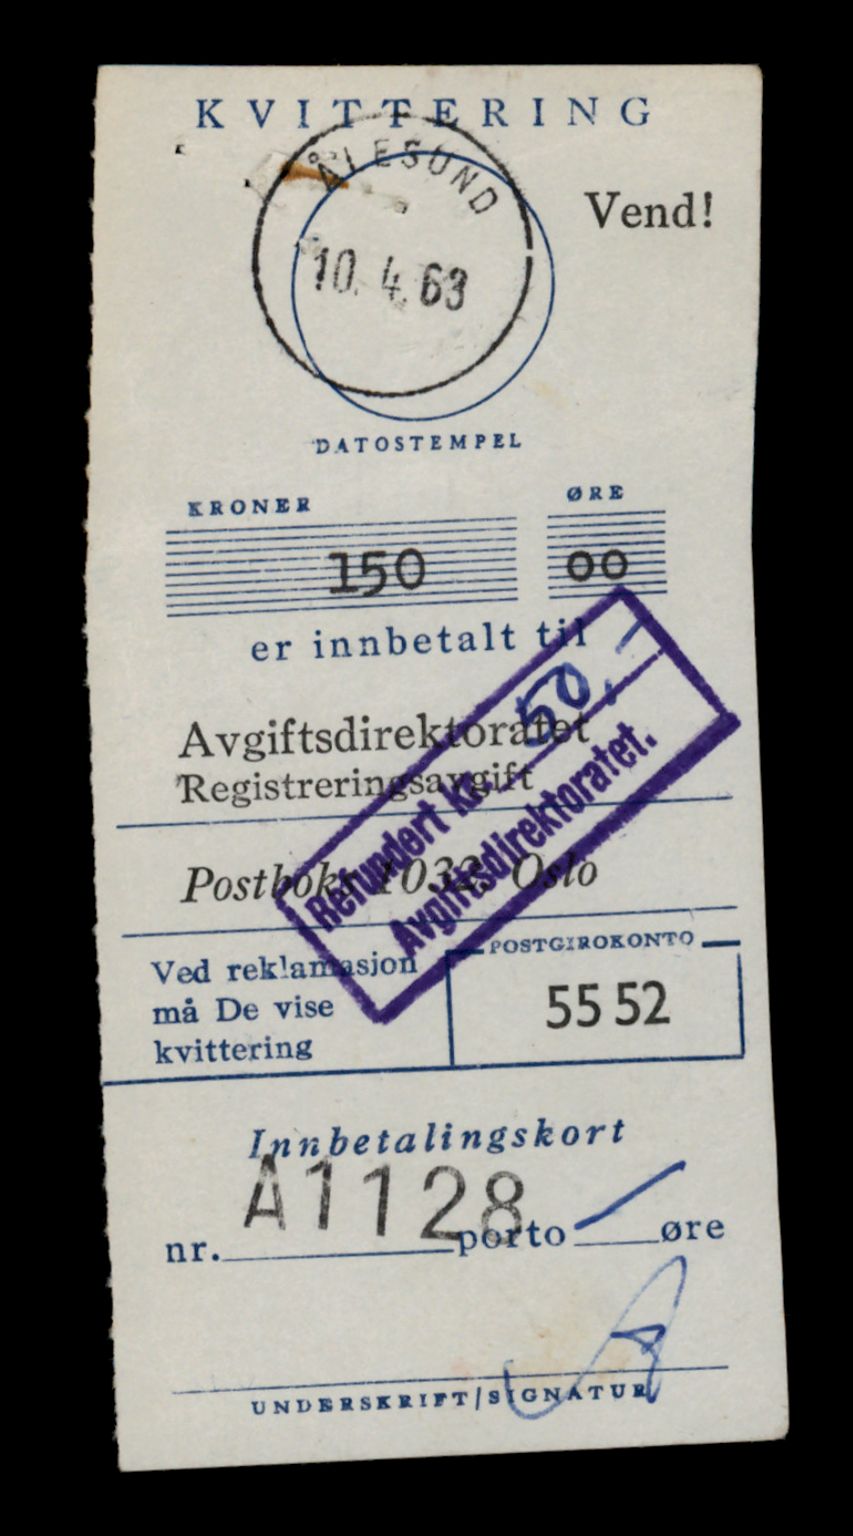 KVITTERING
ÅLESUND
Vend!
10. 4. 63
DATOSTEMPEL
KRONER ØRE
150 00
er innbetalt til
Avgiftsdirektoratet
Registreringsavgift
Refundert Kr. 50,-
Avgiftsdirektoratet.
Postboks 1032, Oslo
Ved reklamasjon
må De vise
kvittering
POSTGIROKONTO
55 52
Innbetalingskort
nr. A1128 porto øre
UNDERSKRIFT/SIGNATUR